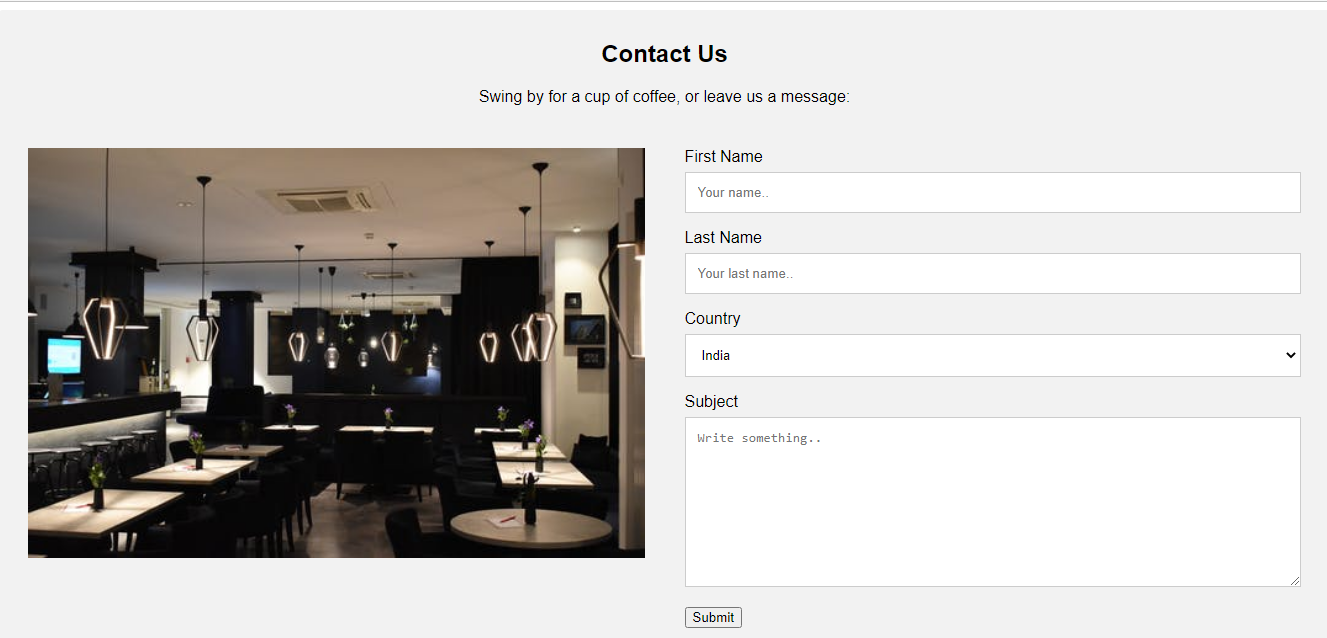 Contact Us
Swing by for a cup of coffee, or leave us a message:
First Name
Your name..
Last Name
Your last name..
Country
India
Subject
Write something..
Submit